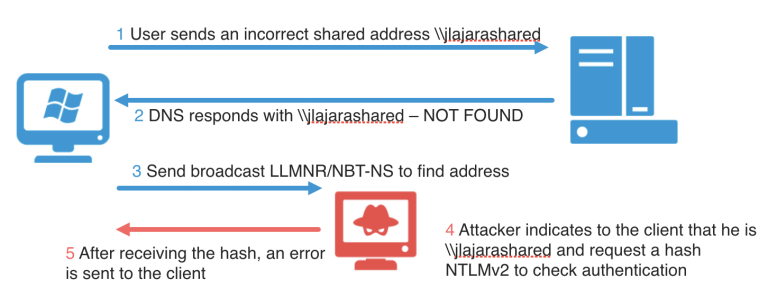 1 User sends an incorrect shared address \\jlajarashared
2 DNS responds with \\jlajarashared – NOT FOUND
3 Send broadcast LLMNR/NBT-NS to find address
4 Attacker indicates to the client that he is
\\jlajarashared and request a hash
NTLMv2 to check authentication
5 After receiving the hash, an error
is sent to the client